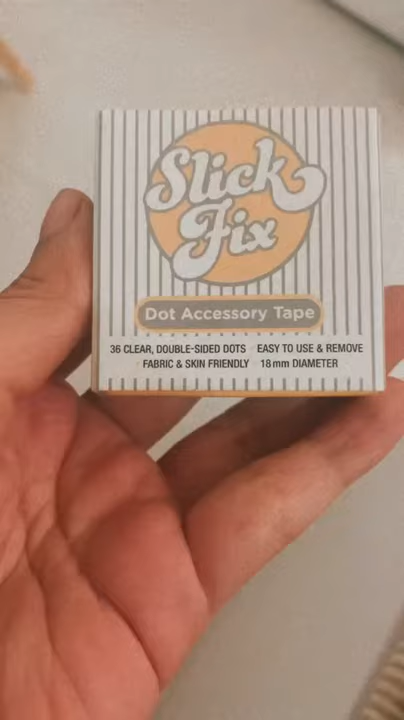 Slick
Fix
Dot Accessory Tape
36 CLEAR, DOUBLE-SIDED DOTS EASY TO USE & REMOVE
FABRIC & SKIN FRIENDLY 18mm DIAMETER